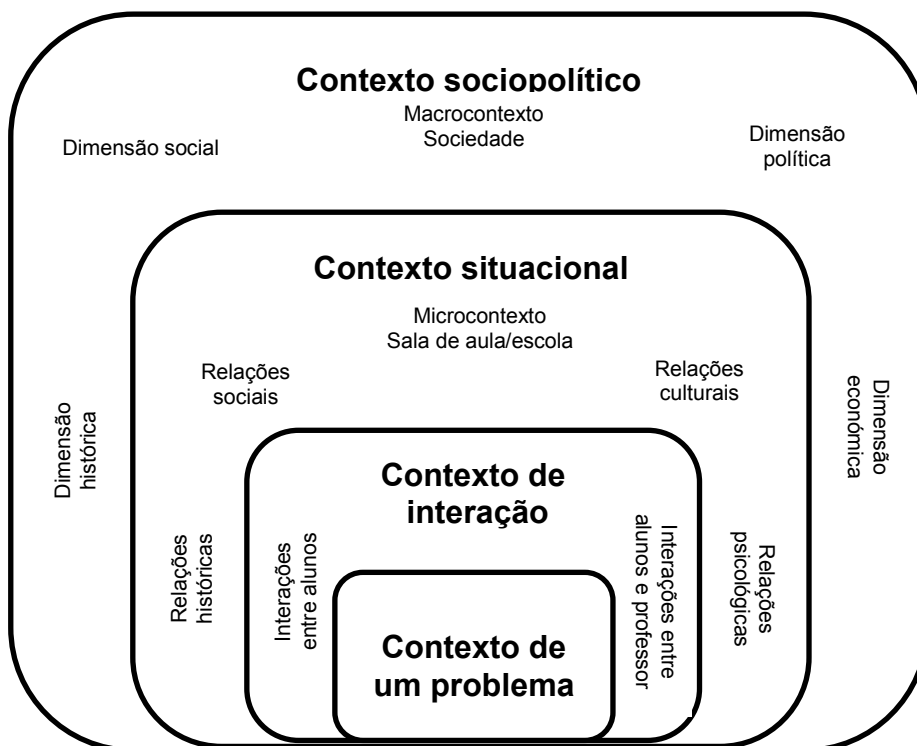 Contexto sociopolítico
Macrocontexto
Sociedade
Dimensão social
Dimensão
política
Contexto situacional
Microcontexto
Sala de aula/escola
Relações
sociais
Relações
culturais
Dimensão
histórica
Dimensão
económica
Contexto de
interação
Relações
históricas
Interações
entre alunos
Interações entre
alunos e professor
Relações
psicológicas
Contexto de
um problema